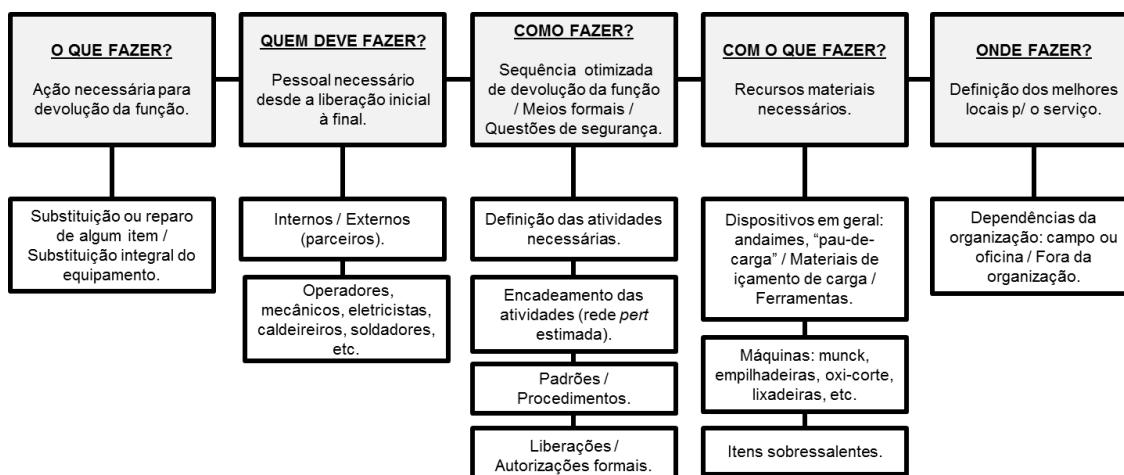 O QUE FAZER?
Ação necessária para
devolução da função.
Substituição ou reparo
de algum item /
Substituição integral do
equipamento.
QUEM DEVE FAZER?
Pessoal necessário
desde a liberação inicial
à final.
Internos / Externos
(parceiros).
Operadores,
mecânicos, eletricistas,
caldeireiros, soldadores,
etc.
COMO FAZER?
Sequência otimizada
de devolução da função
/ Meios formais /
Questões de segurança.
Definição das atividades
necessárias.
Encadeamento das
atividades (rede pert
estimada).
Padrões /
Procedimentos.
Liberações /
Autorizações formais.
COM O QUE FAZER?
Recursos materiais
necessários.
Dispositivos em geral:
andaimes, “pau-de-
carga” / Materiais de
içamento de carga /
Ferramentas.
Máquinas: munck,
empilhadeiras, oxi-corte,
lixadeiras, etc.
Itens sobressalentes.
ONDE FAZER?
Definição dos melhores
locais p/ o serviço.
Dependências da
organização: campo ou
oficina / Fora da
organização.